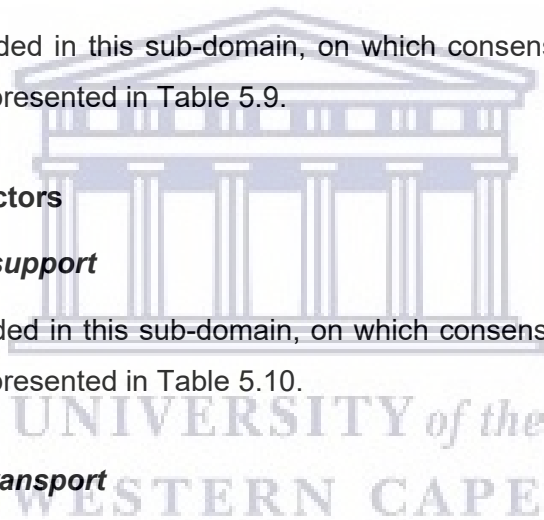 ded in this sub-domain, on which consens
presented in Table 5.9.
ctors
support
ded in this sub-domain, on which consens
presented in Table 5.10.
UNIVERSITY of the
ransport
WESTERN CAPE